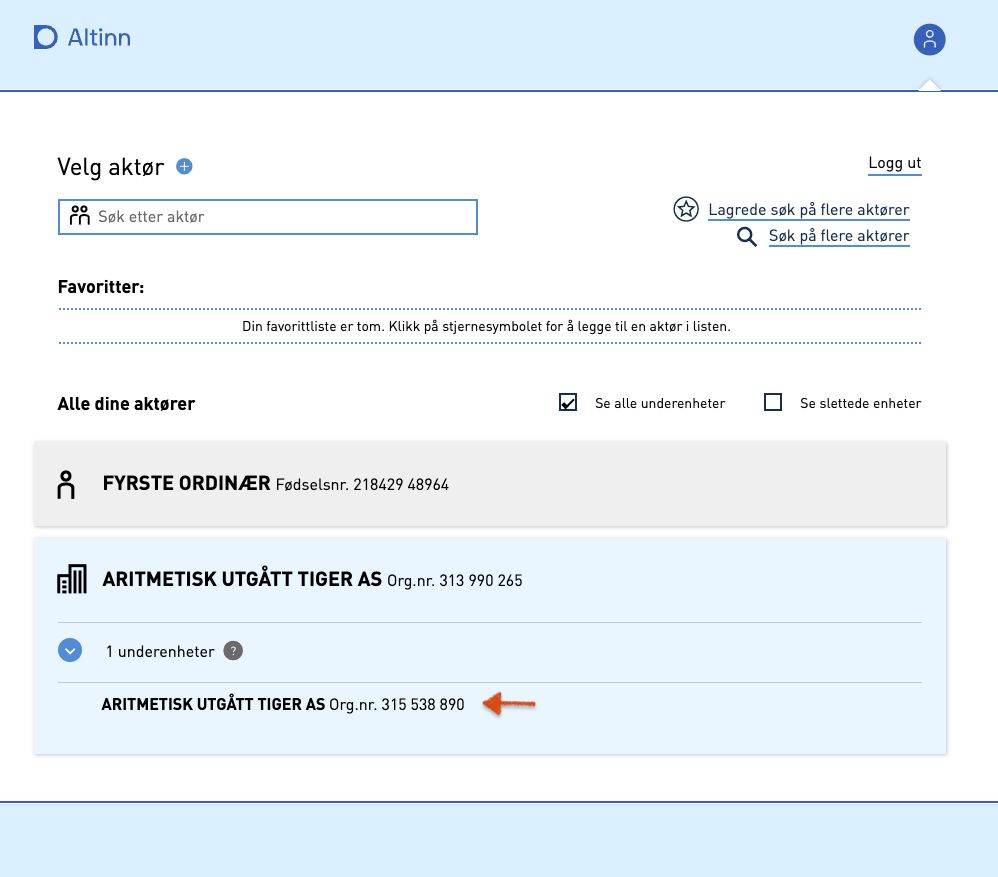 Altinn
Velg aktør
Logg ut
Søk etter aktør
Lagrede søk på flere aktører
Søk på flere aktører
Favoritter:
Din favorittliste er tom. Klikk på stjernesymbolet for å legge til en aktør i listen.
Alle dine aktører
Se alle underenheter
Se slettede enheter
FYRSTE ORDINÆR Fødselsnr. 218429 48964
ARITMETISK UTGÅTT TIGER AS Org.nr. 313 990 265
1 underenheter ?
ARITMETISK UTGÅTT TIGER AS Org.nr. 315 538 890